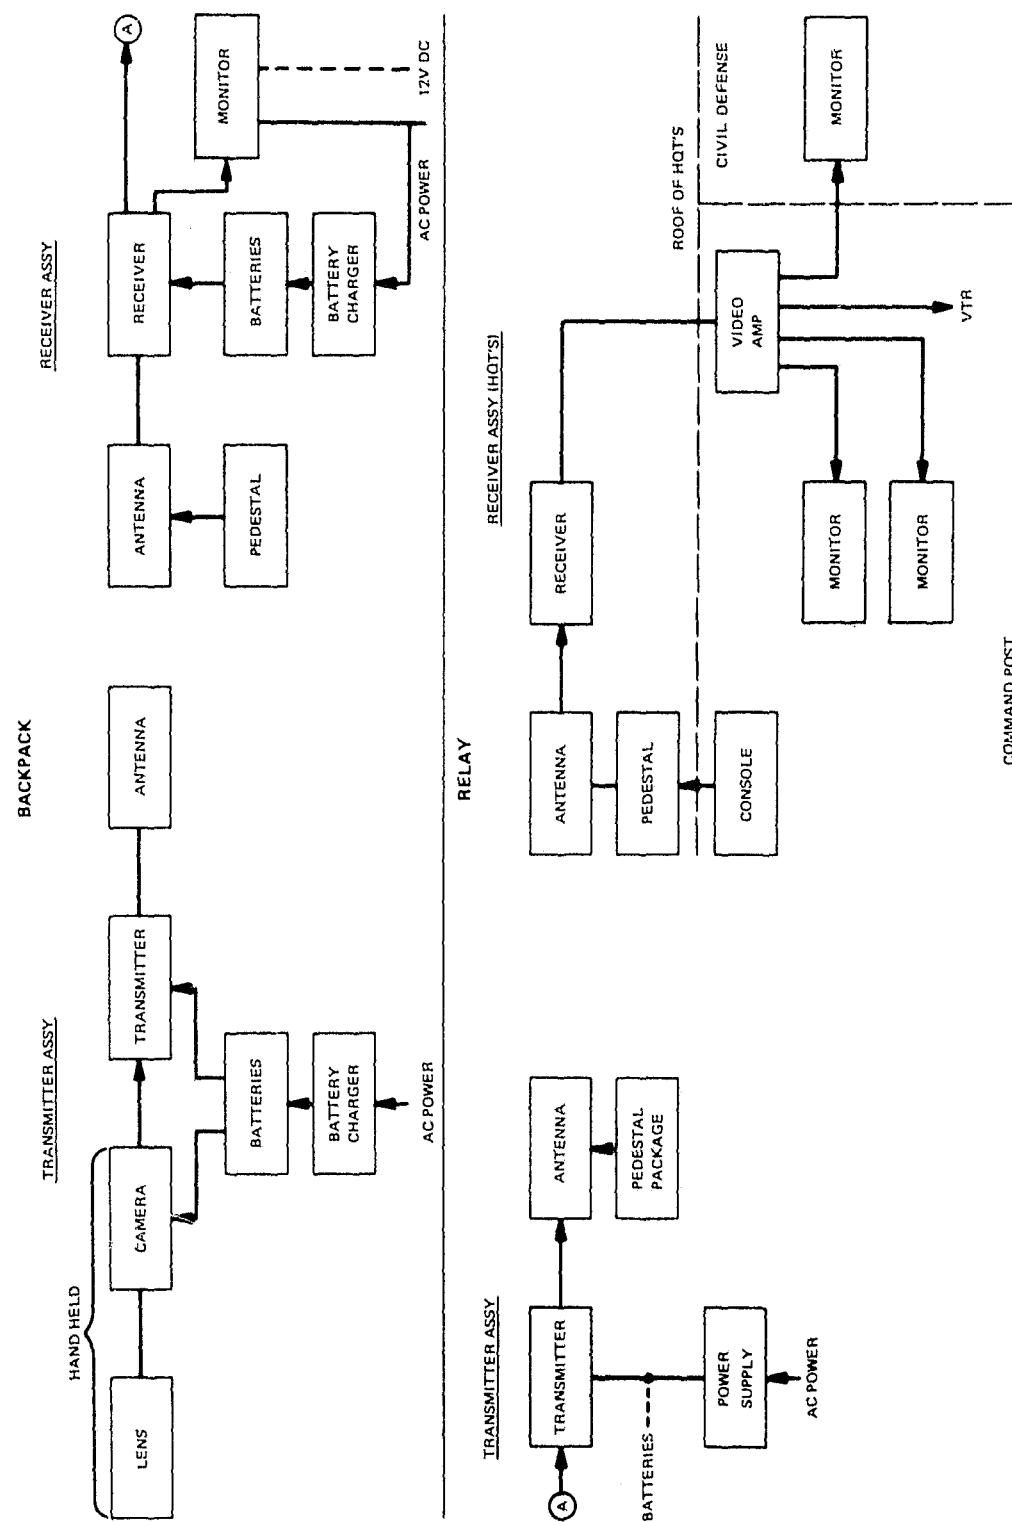 BACKPACK
TRANSMITTER ASSY
RECEIVER ASSY
HAND HELD
LENS
CAMERA
TRANSMITTER
ANTENNA
ANTENNA
RECEIVER
A
BATTERIES
PEDESTAL
BATTERIES
MONITOR
BATTERY
CHARGER
BATTERY
CHARGER
AC POWER
AC POWER
12V DC
RELAY
TRANSMITTER ASSY
RECEIVER ASSY (HQT'S)
A
TRANSMITTER
ANTENNA
ANTENNA
RECEIVER
BATTERIES
PEDESTAL
PACKAGE
PEDESTAL
ROOF OF HQT'S
POWER
SUPPLY
CONSOLE
VIDEO
AMP
CIVIL DEFENSE
AC POWER
MONITOR
MONITOR
MONITOR
VTR
COMMAND POST